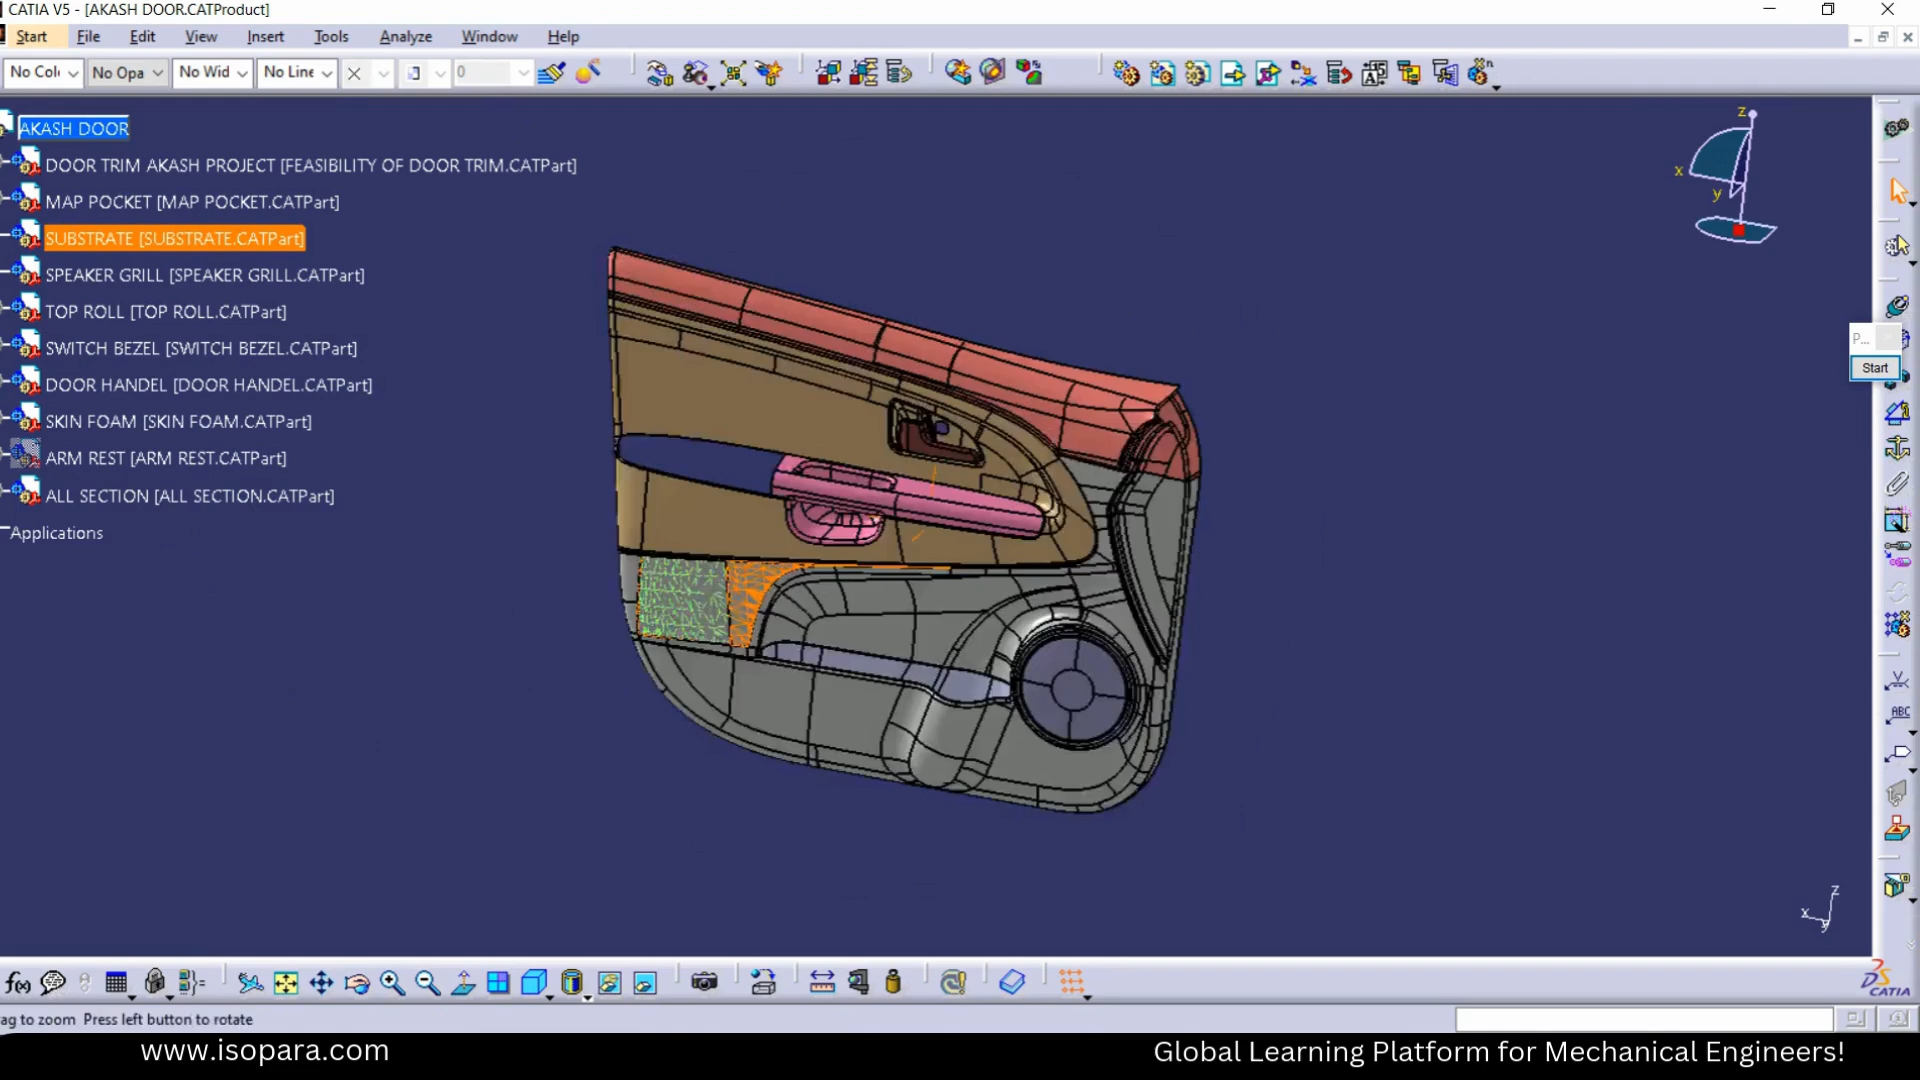 CATIA V5 - [AKASH DOOR.CATProduct]
Start File Edit View Insert Tools Analyze Window Help
No Col No Opa No Wid No Line 0
AKASH DOOR
DOOR TRIM AKASH PROJECT [FEASIBILITY OF DOOR TRIM.CATPart]
MAP POCKET [MAP POCKET.CATPart]
SUBSTRATE [SUBSTRATE.CATPart]
SPEAKER GRILL [SPEAKER GRILL.CATPart]
TOP ROLL [TOP ROLL.CATPart]
SWITCH BEZEL [SWITCH BEZEL.CATPart]
DOOR HANDEL [DOOR HANDEL.CATPart]
SKIN FOAM [SKIN FOAM.CATPart]
ARM REST [ARM REST.CATPart]
ALL SECTION [ALL SECTION.CATPart]
Applications
z
x
y
P...
Start
ABC
z
x
y
f(x)
CATIA
ag to zoom Press left button to rotate
www.isopara.com
Global Learning Platform for Mechanical Engineers!